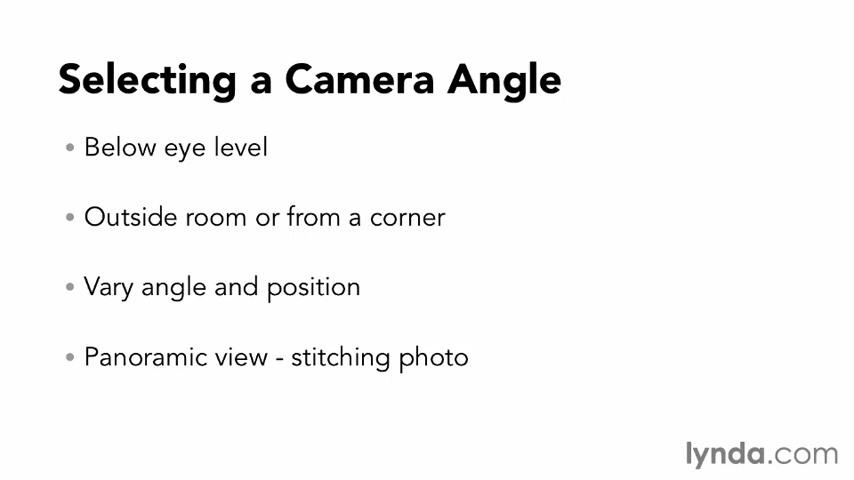 Selecting a Camera Angle
• Below eye level
• Outside room or from a corner
• Vary angle and position
• Panoramic view - stitching photo
lynda.com